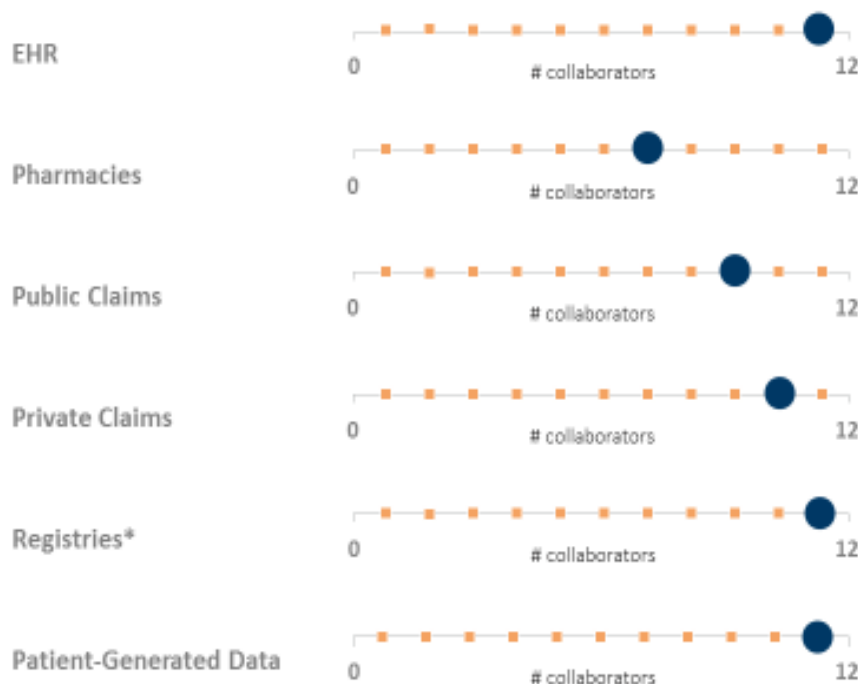 EHR
0 # collaborators 12
Pharmacies
0 # collaborators 12
Public Claims
0 # collaborators 12
Private Claims
0 # collaborators 12
Registries*
0 # collaborators 12
Patient-Generated Data
0 # collaborators 12